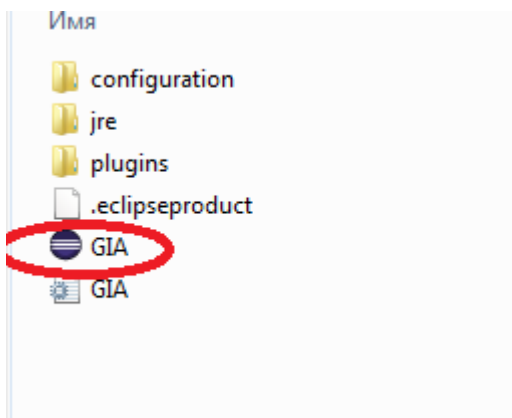 Имя
configuration
jre
plugins
.eclipseproduct
GIA
GIA